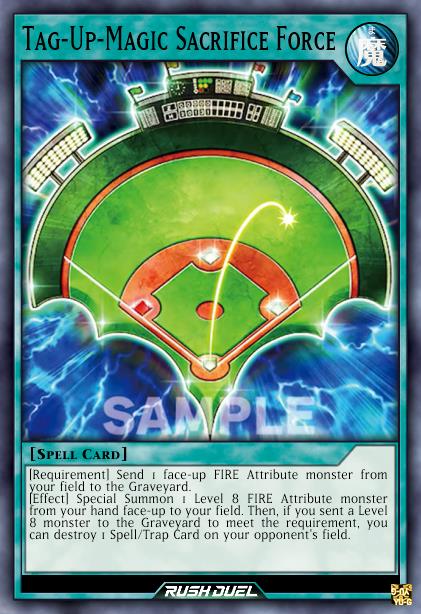 Tag-Up-Magic Sacrifice Force
ま
魔
SAMPLE
[Spell Card]
[Requirement] Send 1 face-up FIRE Attribute monster from
your field to the Graveyard.
[Effect] Special Summon 1 Level 8 FIRE Attribute monster
from your hand face-up to your field. Then, if you sent a Level
8 monster to the Graveyard to meet the requirement, you
can destroy 1 Spell/Trap Card on your opponent's field.
RUSH DUEL